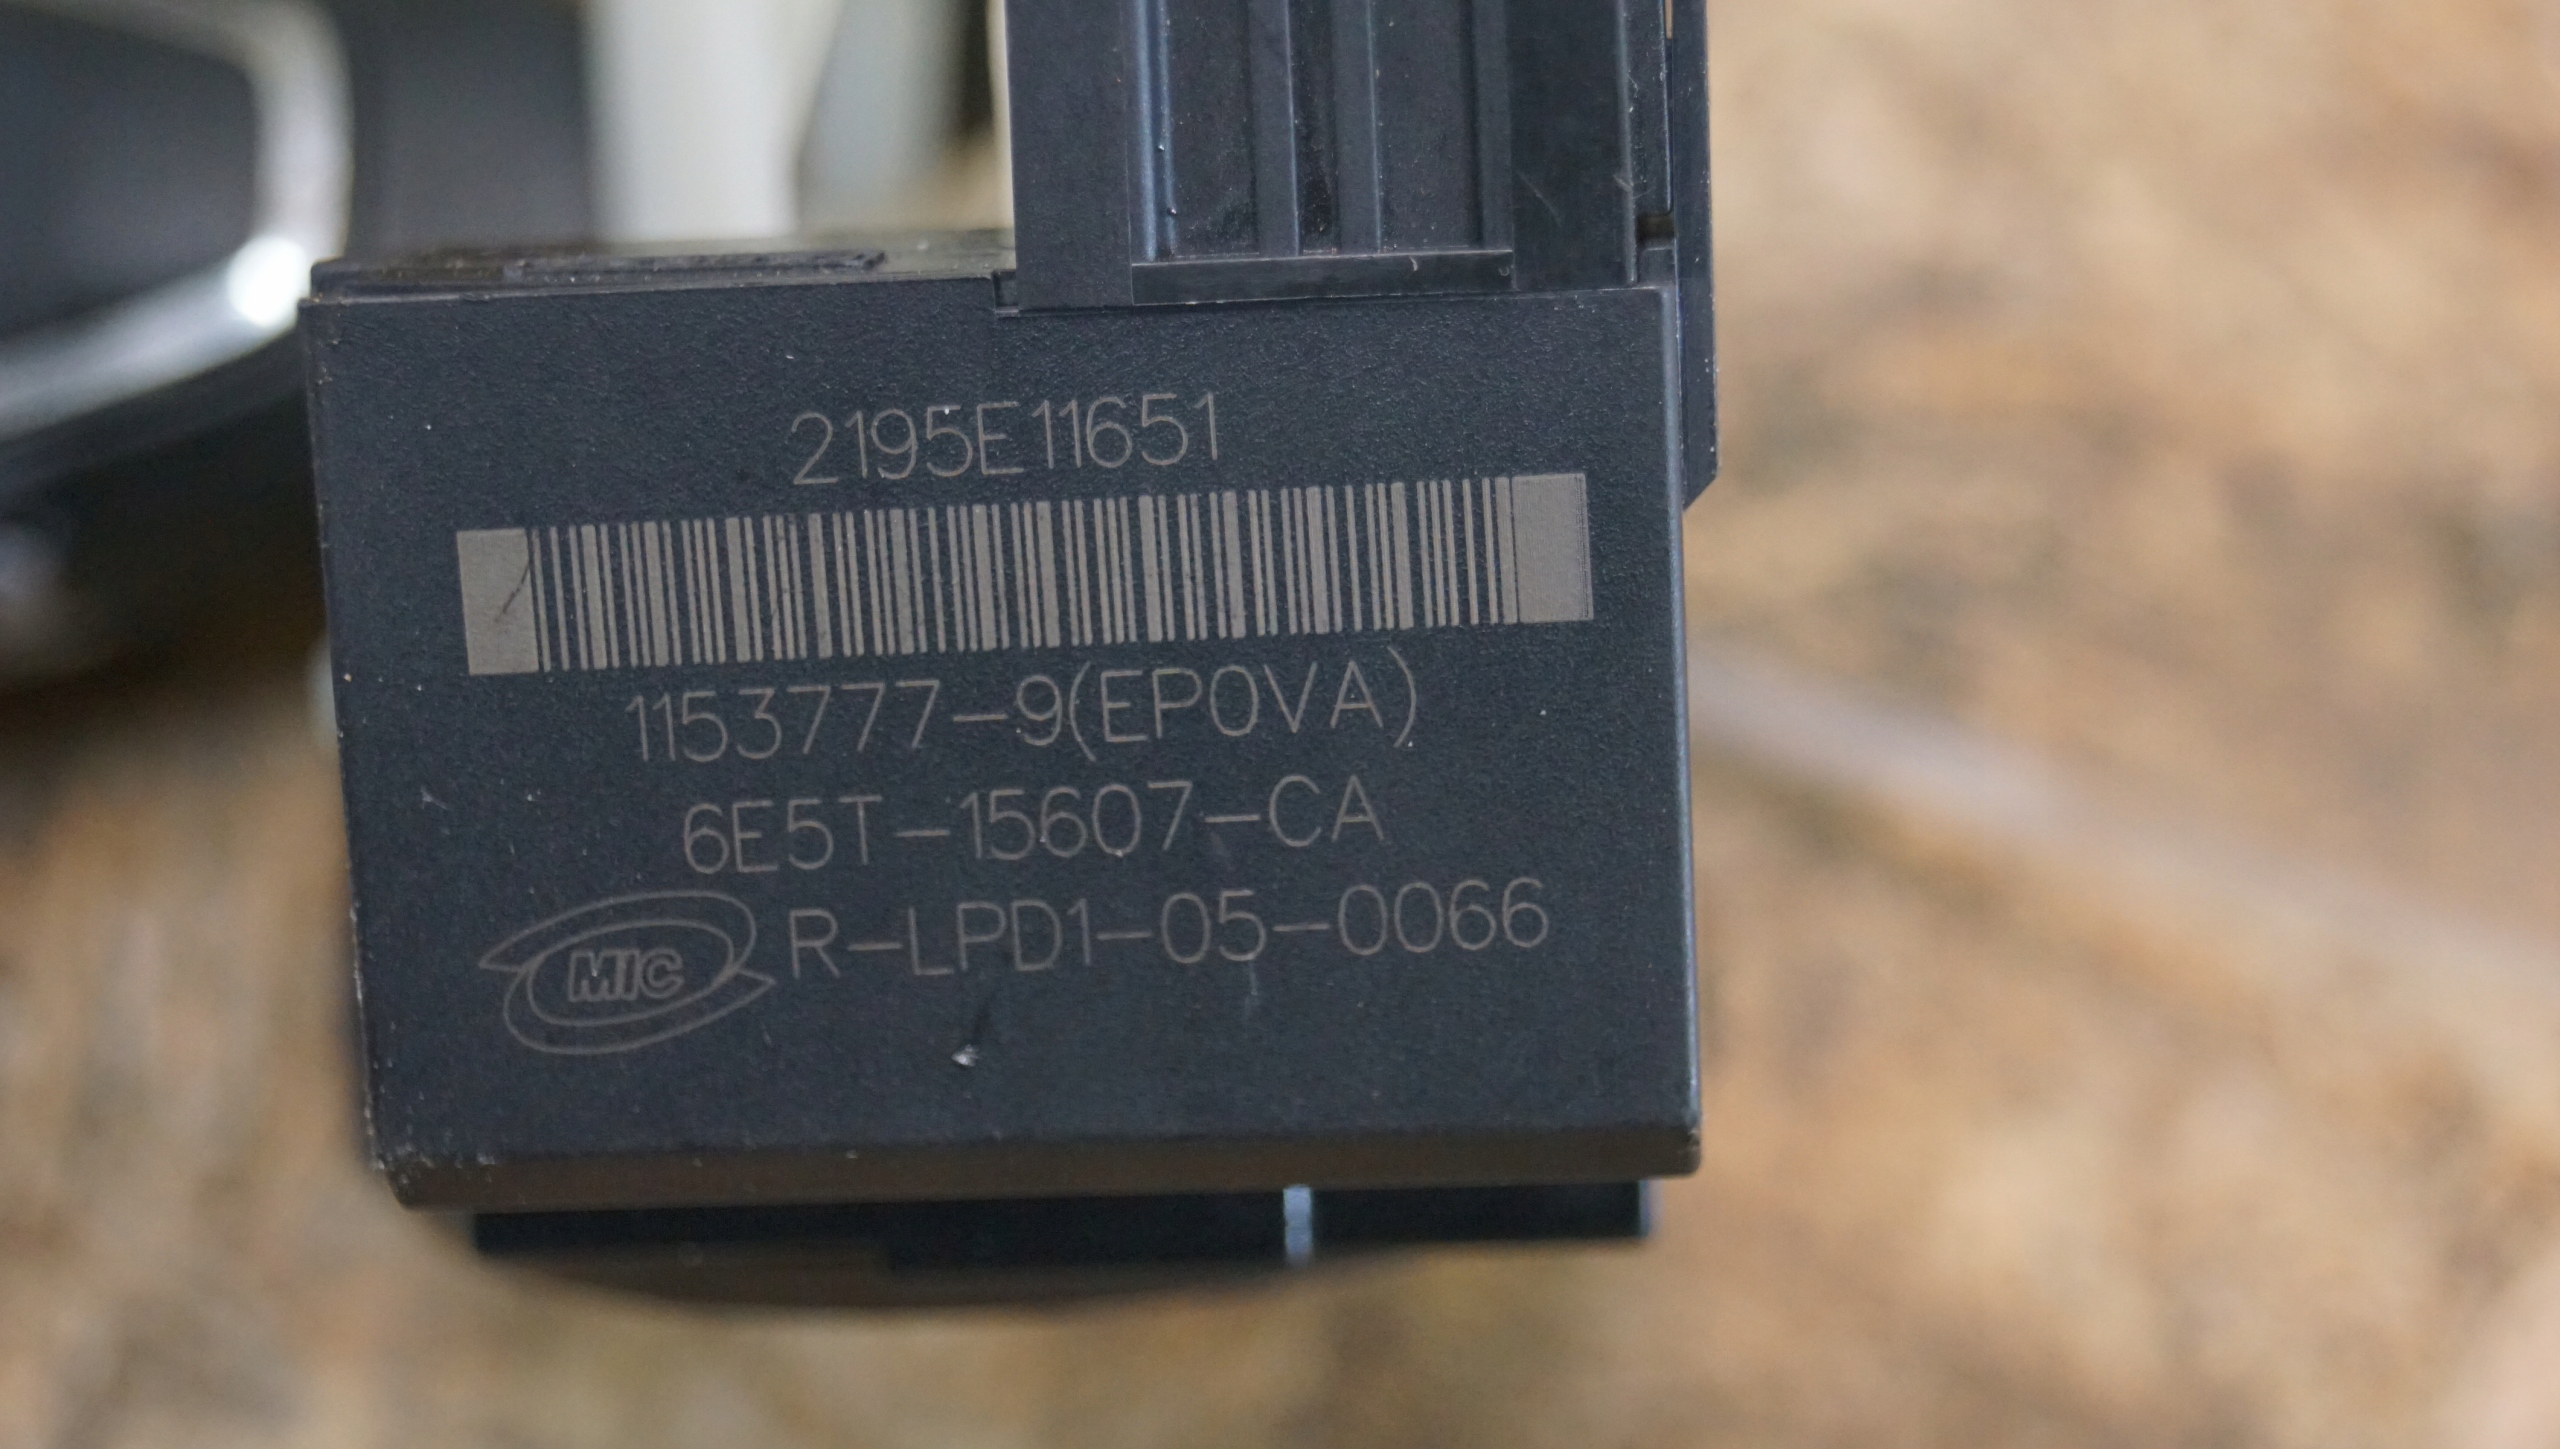 2195E11651
1153777-9(EP0VA)
6E5T-15607-CA
MIC R-LPD1-05-0066